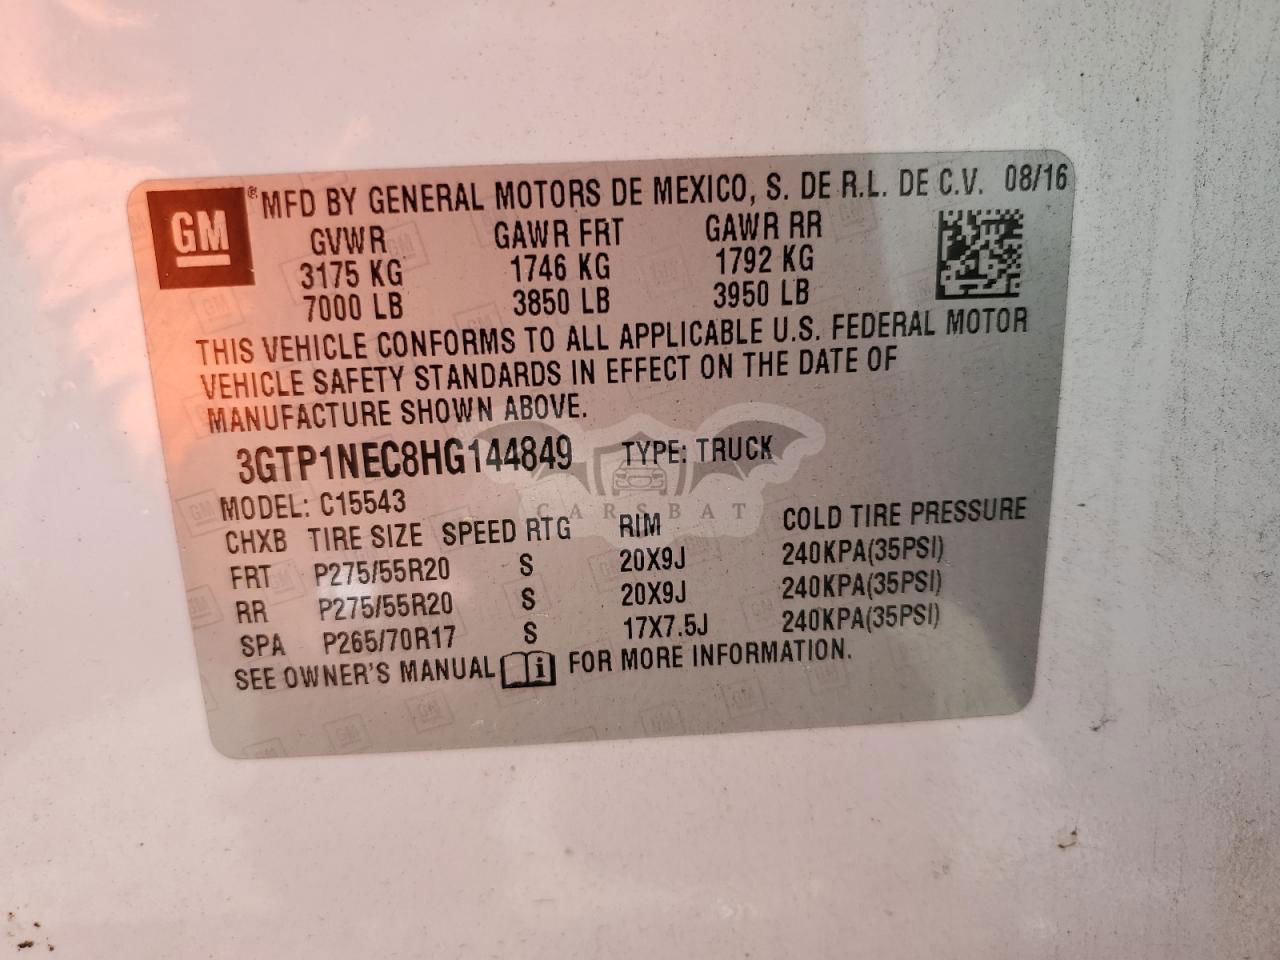 GM ® MFD BY GENERAL MOTORS DE MEXICO, S. DE R.L. DE C.V. 08/16
GVWR GAWR FRT GAWR RR
3175 KG 1746 KG 1792 KG
7000 LB 3850 LB 3950 LB
THIS VEHICLE CONFORMS TO ALL APPLICABLE U.S. FEDERAL MOTOR
VEHICLE SAFETY STANDARDS IN EFFECT ON THE DATE OF
MANUFACTURE SHOWN ABOVE.
3GTP1NEC8HG144849 TYPE: TRUCK
MODEL: C15543
CARSBAT
CHXB TIRE SIZE SPEED RTG RIM COLD TIRE PRESSURE
FRT P275/55R20 S 20X9J 240KPA(35PSI)
RR P275/55R20 S 20X9J 240KPA(35PSI)
SPA P265/70R17 S 17X7.5J 240KPA(35PSI)
SEE OWNER'S MANUAL i FOR MORE INFORMATION.